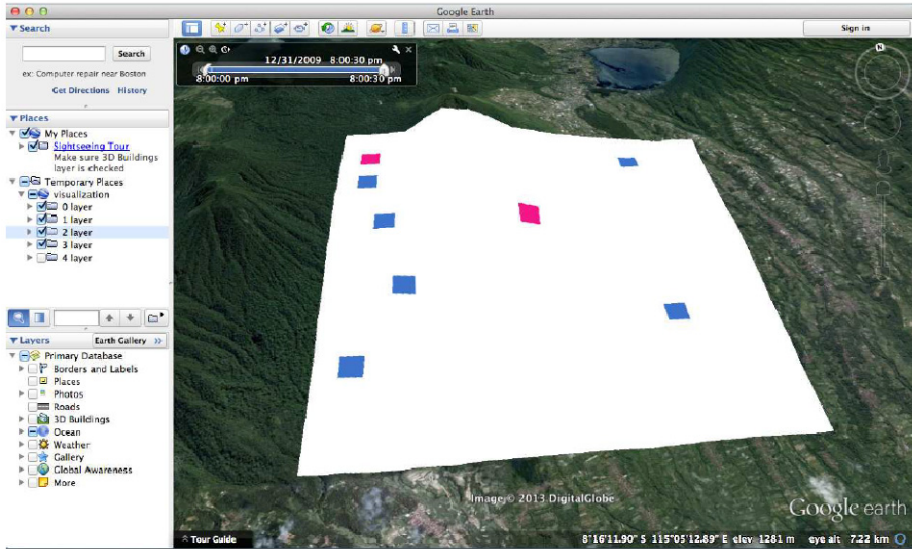 Google Earth
Search
Search
ex: Computer repair near Boston
Get Directions History
Places
My Places
Sightseeing Tour
Make sure 3D Buildings
layer is checked
Temporary Places
visualization
0 layer
1 layer
2 layer
3 layer
4 layer
Layers Earth Gallery
Primary Database
Borders and Labels
Places
Photos
Roads
3D Buildings
Ocean
Weather
Gallery
Global Awareness
More
Sign in
12/31/2009 8:00:30 pm
8:00:00 pm 8:00:30 pm
N
Image © 2013 DigitalGlobe
Google earth
Tour Guide 8°16'11.90" S 115°05'12.89" E elev 1281 m eye alt 7.22 km